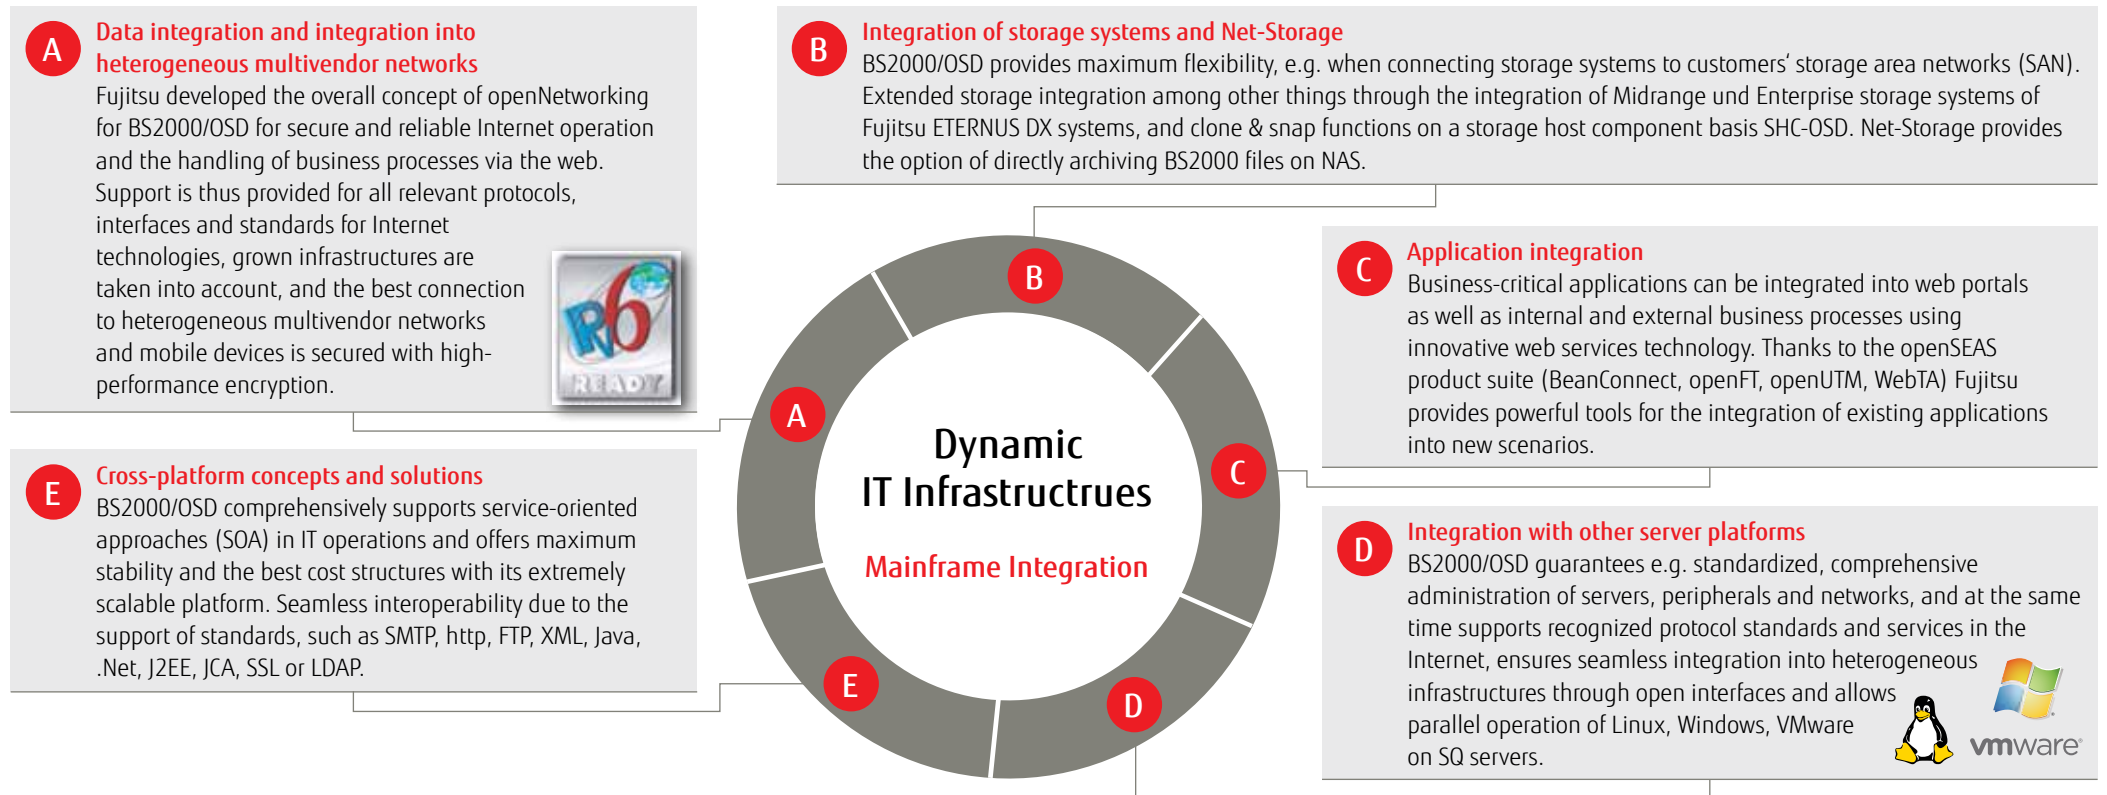 A
Data integration and integration into
heterogeneous multivendor networks
Fujitsu developed the overall concept of openNetworking
for BS2000/OSD for secure and reliable Internet operation
and the handling of business processes via the web.
Support is thus provided for all relevant protocols,
interfaces and standards for Internet
technologies, grown infrastructures are
taken into account, and the best connection
to heterogeneous multivendor networks
and mobile devices is secured with high-
performance encryption.
IPv6
READY
B
Integration of storage systems and Net-Storage
BS2000/OSD provides maximum flexibility, e.g. when connecting storage systems to customers‘ storage area networks (SAN).
Extended storage integration among other things through the integration of Midrange und Enterprise storage systems of
Fujitsu ETERNUS DX systems, and clone & snap functions on a storage host component basis SHC-OSD. Net-Storage provides
the option of directly archiving BS2000 files on NAS.
C
Application integration
Business-critical applications can be integrated into web portals
as well as internal and external business processes using
innovative web services technology. Thanks to the openSEAS
product suite (BeanConnect, openFT, openUTM, WebTA) Fujitsu
provides powerful tools for the integration of existing applications
into new scenarios.
D
Integration with other server platforms
BS2000/OSD guarantees e.g. standardized, comprehensive
administration of servers, peripherals and networks, and at the same
time supports recognized protocol standards and services in the
Internet, ensures seamless integration into heterogeneous
infrastructures through open interfaces and allows
parallel operation of Linux, Windows, VMware
on SQ servers.
vmware®
E
Cross-platform concepts and solutions
BS2000/OSD comprehensively supports service-oriented
approaches (SOA) in IT operations and offers maximum
stability and the best cost structures with its extremely
scalable platform. Seamless interoperability due to the
support of standards, such as SMTP, http, FTP, XML, Java,
.Net, J2EE, JCA, SSL or LDAP.
B
A
C
E
D
Dynamic
IT Infrastructrues
Mainframe Integration